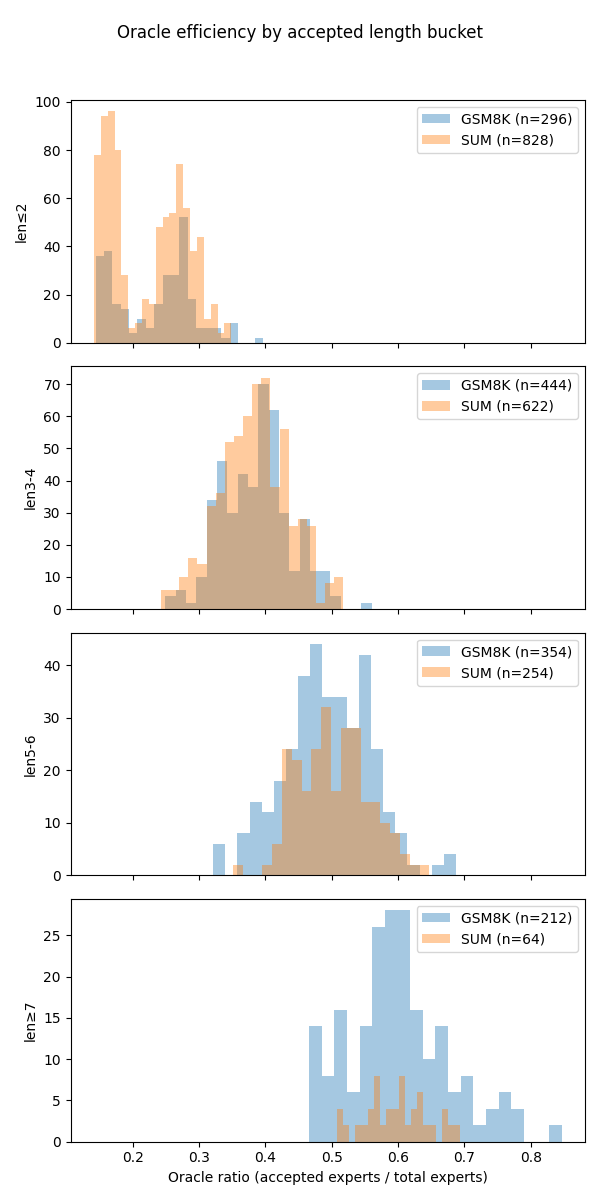 Oracle efficiency by accepted length bucket
100
80
60
40
20
0
len≤2
GSM8K (n=296)
SUM (n=828)
70
60
50
40
30
20
10
0
len3-4
GSM8K (n=444)
SUM (n=622)
40
30
20
10
0
len5-6
GSM8K (n=354)
SUM (n=254)
25
20
15
10
5
0
len≥7
GSM8K (n=212)
SUM (n=64)
0.2 0.3 0.4 0.5 0.6 0.7 0.8
Oracle ratio (accepted experts / total experts)